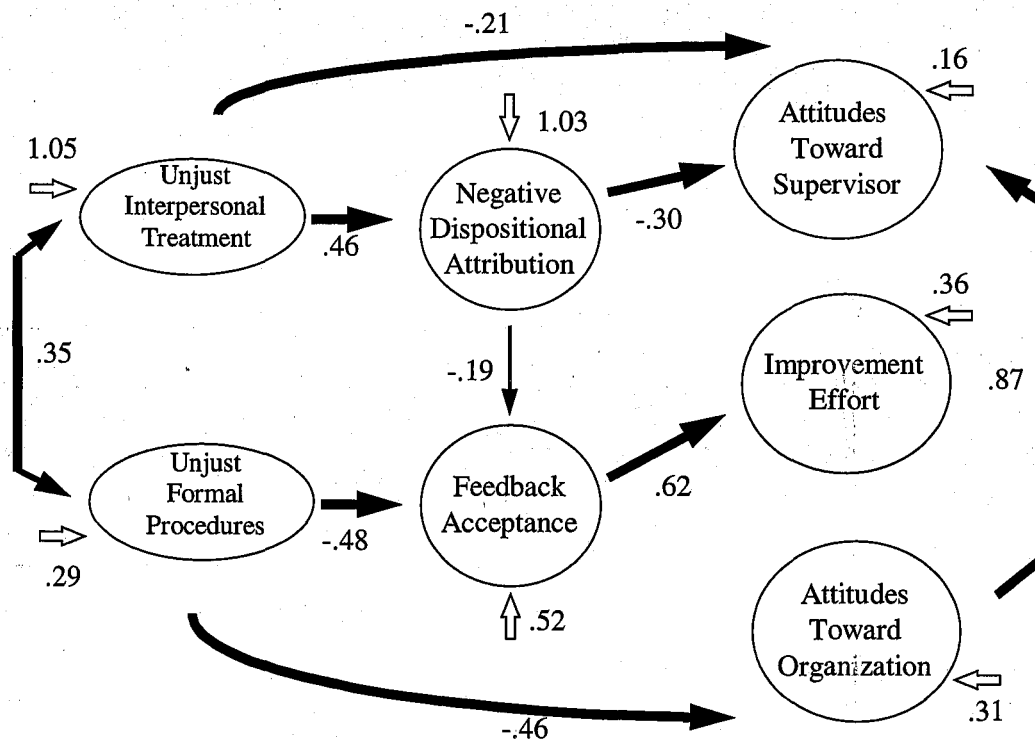 -.21
.16
Attitudes
Toward
Supervisor
1.03
1.05
Unjust
Interpersonal
Treatment
Negative
Dispositional
Attribution
-.30
.46
.36
.35
-.19
Improvement
Effort
.87
Unjust
Formal
Procedures
Feedback
Acceptance
.62
-.48
.29
Attitudes
Toward
Organization
.52
.31
-.46